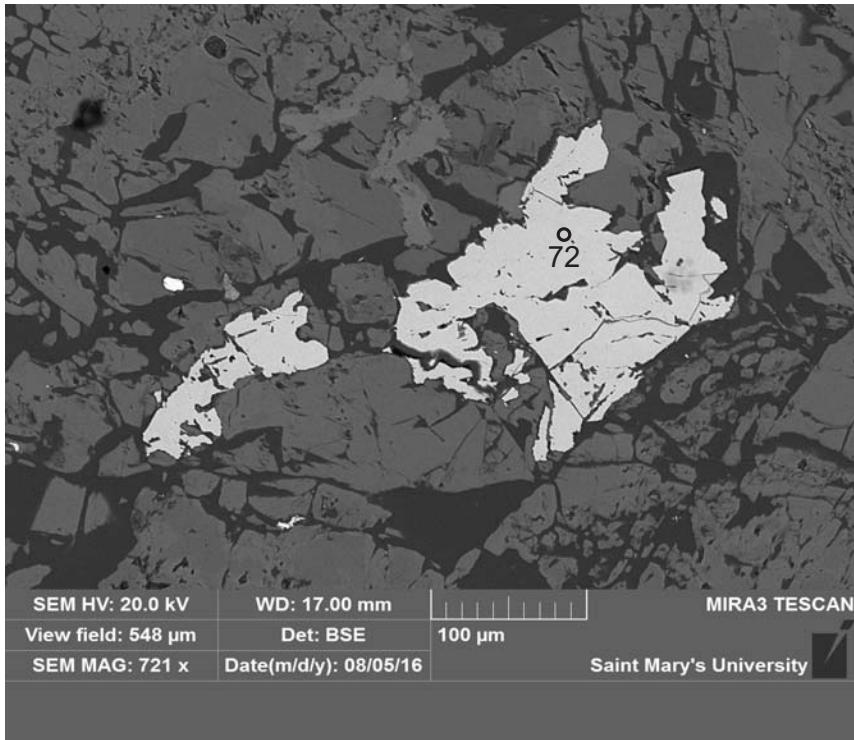 72
SEM HV: 20.0 kV WD: 17.00 mm MIRA3 TESCAN
View field: 548 µm Det: BSE 100 µm
SEM MAG: 721 x Date(m/d/y): 08/05/16 Saint Mary's University